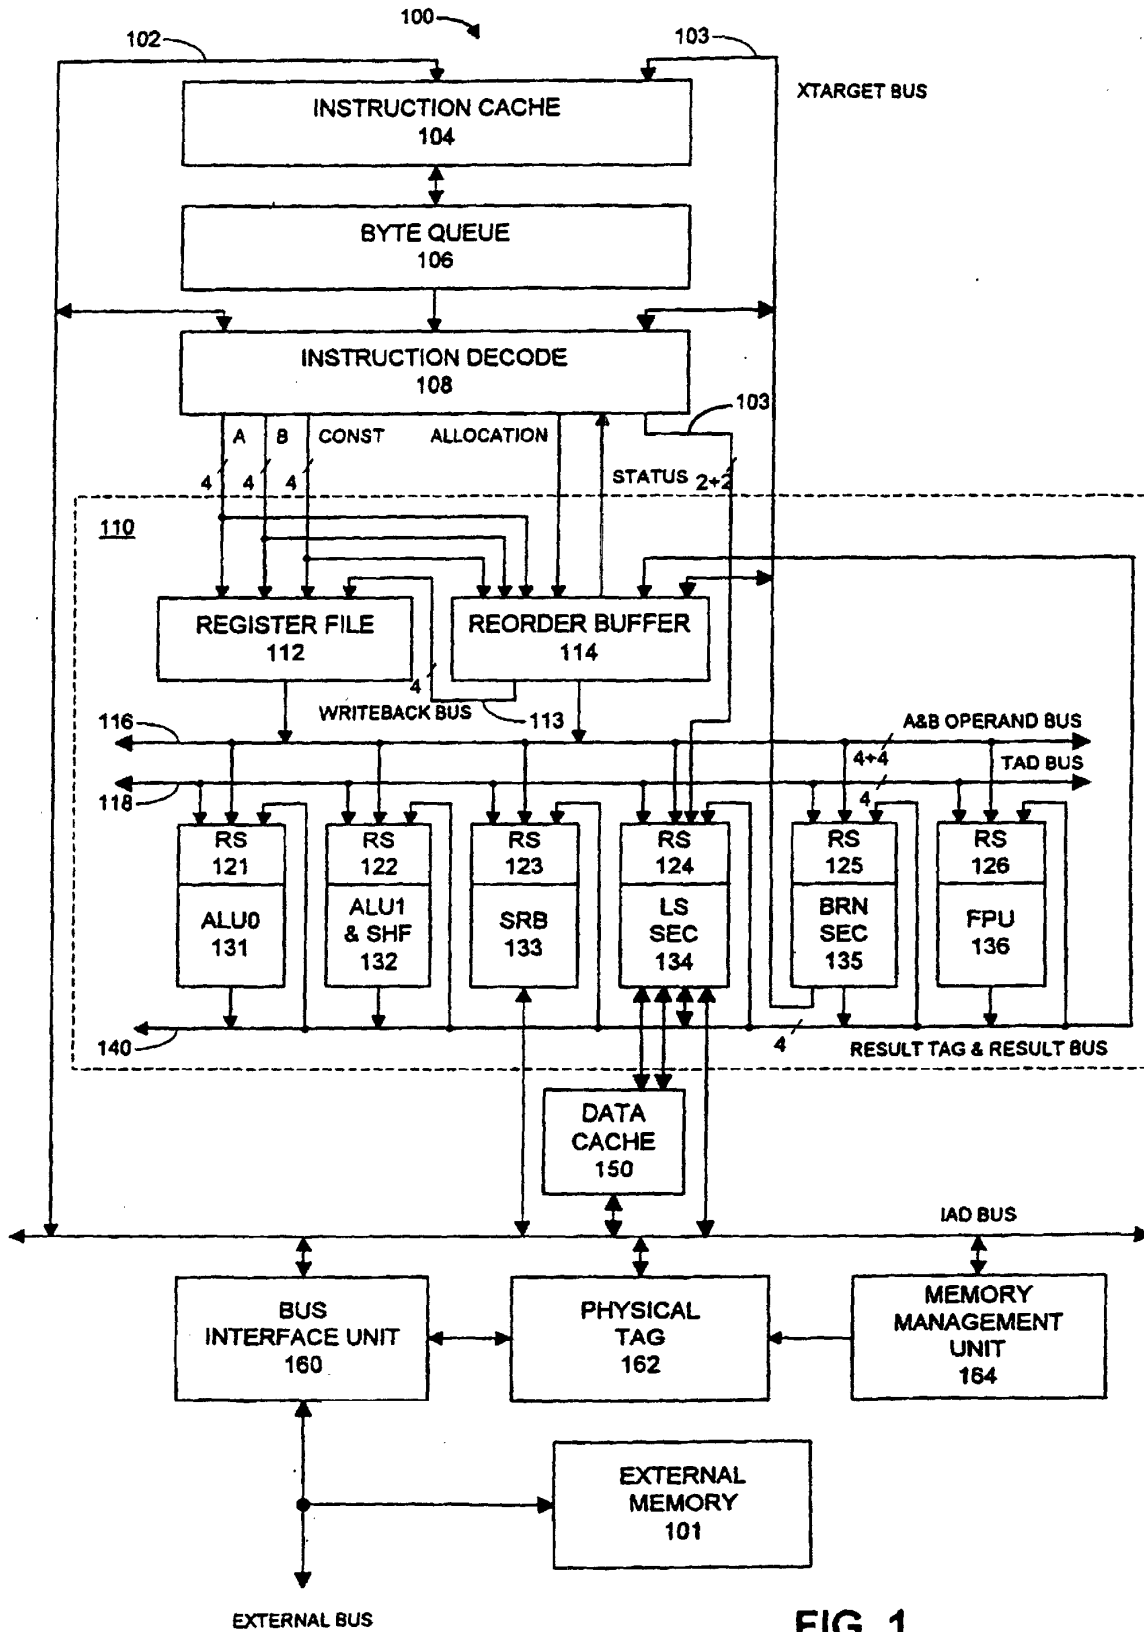 100
102
103
XTARGET BUS
INSTRUCTION CACHE
104
BYTE QUEUE
106
INSTRUCTION DECODE
108
103
A B CONST ALLOCATION
4 4 4 STATUS 2+2
110
REGISTER FILE
112
REORDER BUFFER
114
4
WRITEBACK BUS 113
116
A&B OPERAND BUS
4+4
TAD BUS
118
4
RS
121
ALU0
131
RS
122
ALU1
& SHF
132
RS
123
SRB
133
RS
124
LS
SEC
134
RS
125
BRN
SEC
135
RS
126
FPU
136
140
4
RESULT TAG & RESULT BUS
DATA
CACHE
150
IAD BUS
BUS
INTERFACE UNIT
160
PHYSICAL
TAG
162
MEMORY
MANAGEMENT
UNIT
164
EXTERNAL
MEMORY
101
EXTERNAL BUS
FIG. 1